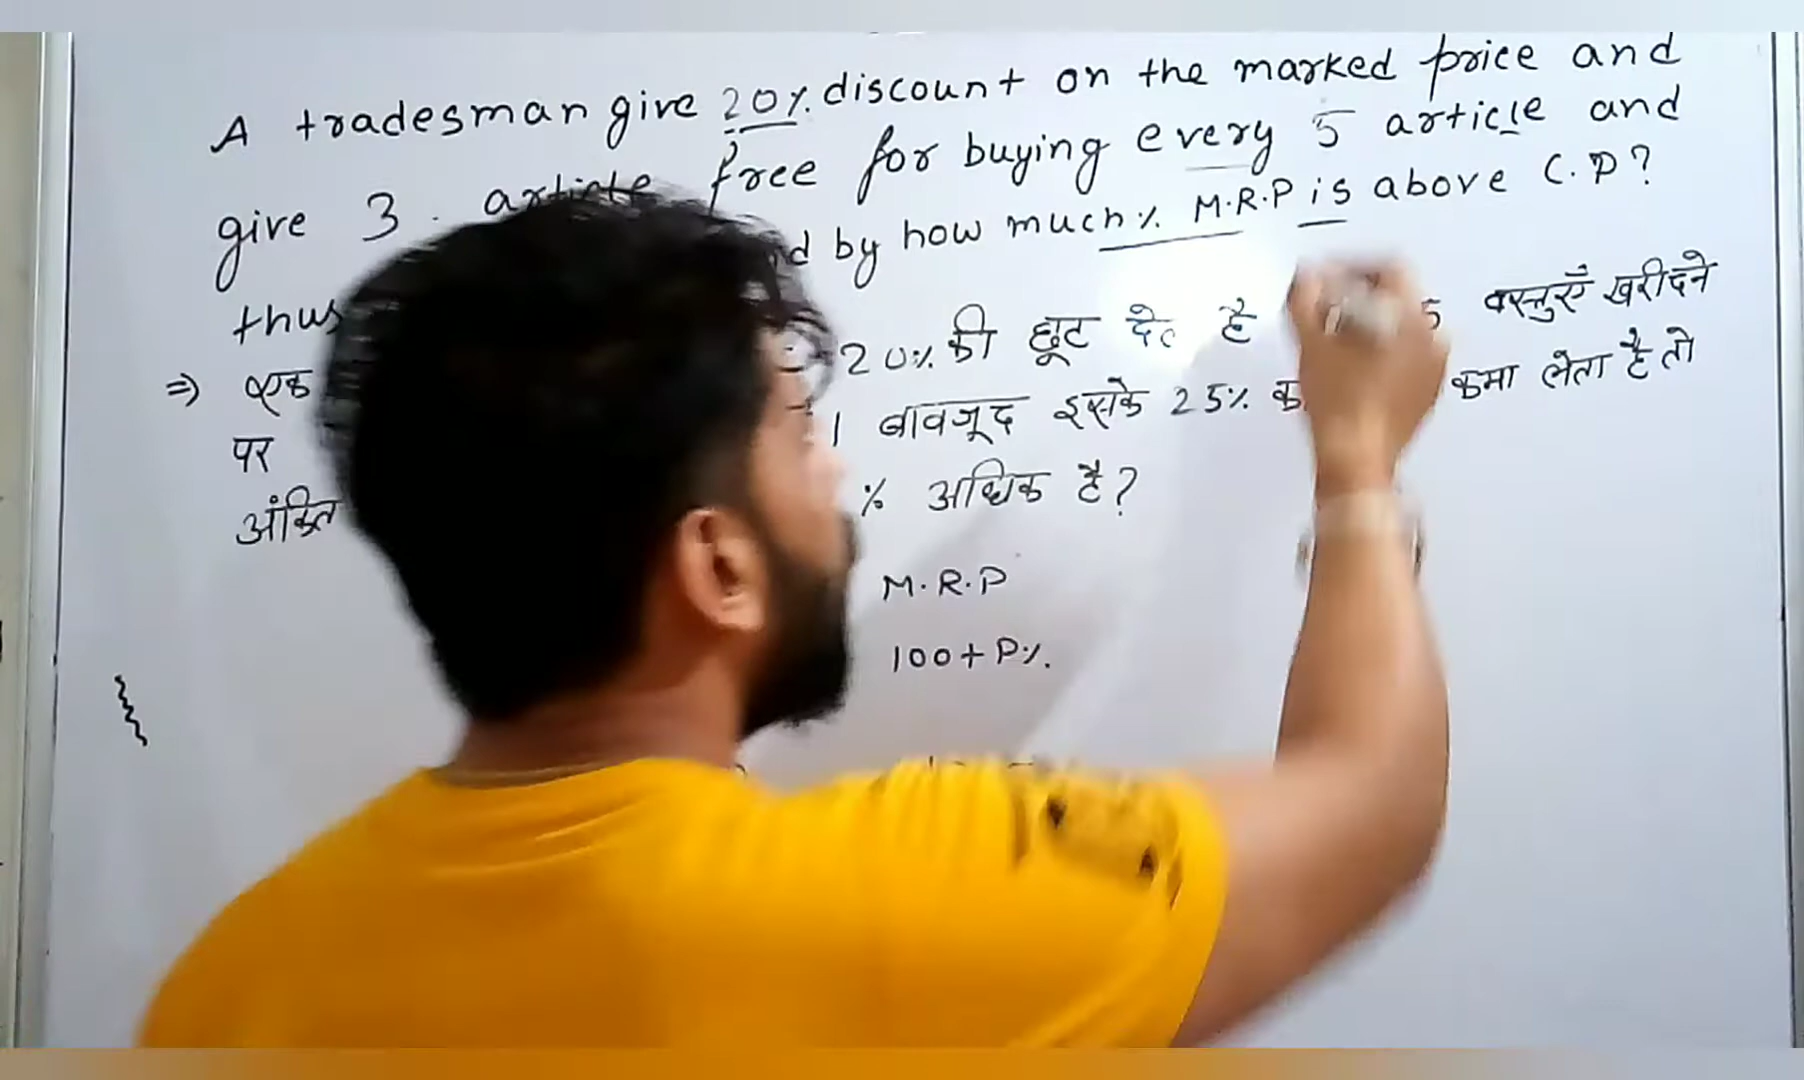 A tradesman give 20% discount on the marked price and
give 3 article free for buying every 5 article and
thus by how much % M.R.P is above C.P?
⇒ एक 20% की छूट देता है 5 वस्तुएँ खरीदने
पर बावजूद इसके 25% कमा लेता है तो
अंकित % अधिक है?
M.R.P
100+P%.